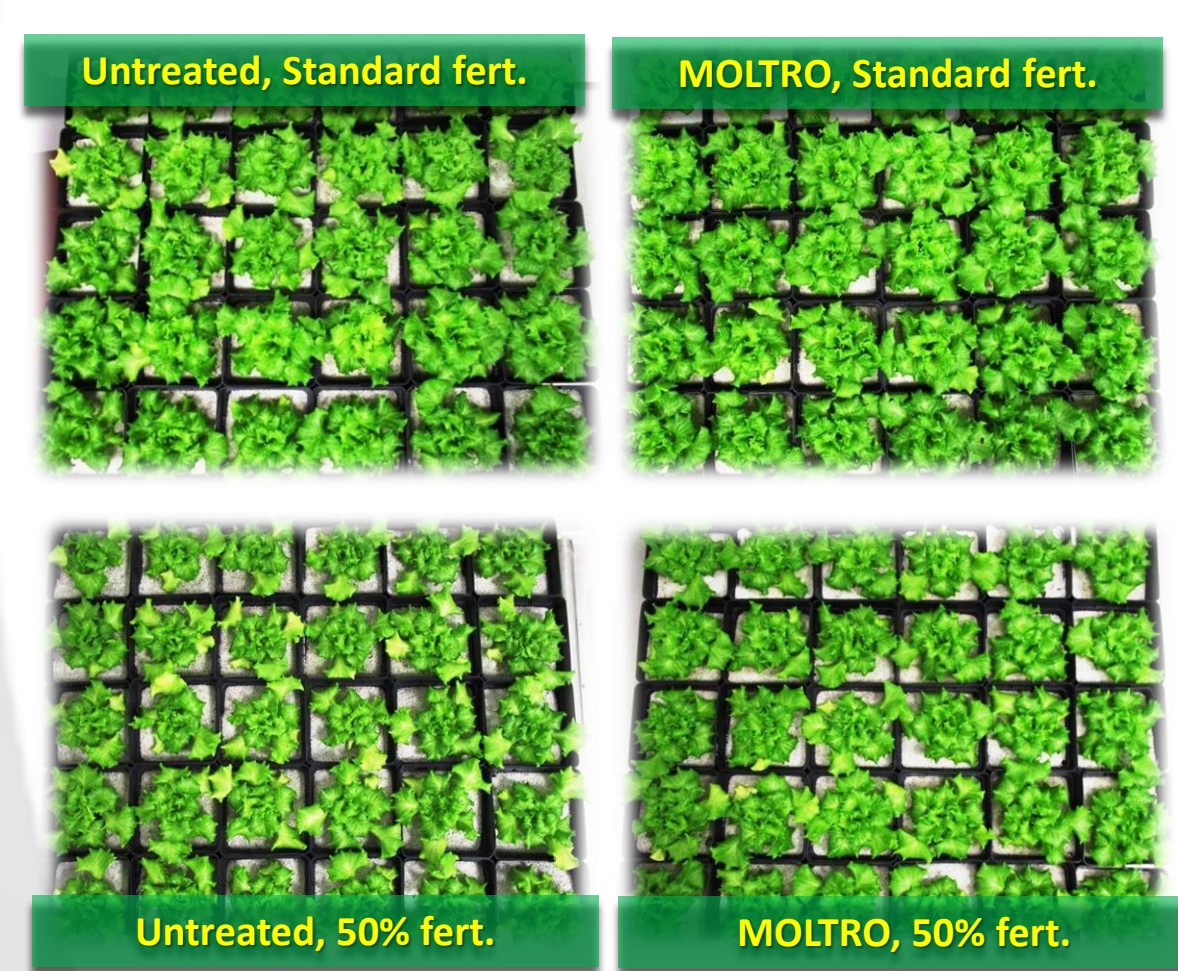 Untreated, Standard fert.
MOLTRO, Standard fert.
Untreated, 50% fert.
MOLTRO, 50% fert.